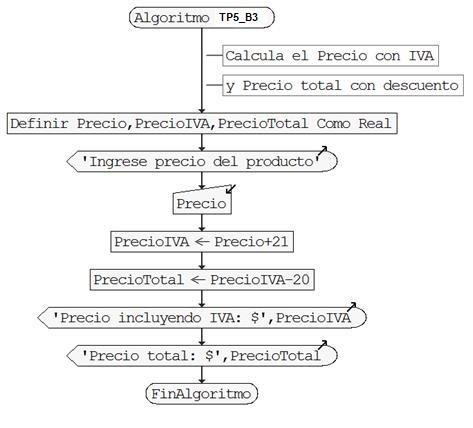 Algoritmo TP5_B3
Calcula el Precio con IVA
y Precio total con descuento
Definir Precio,PrecioIVA,PrecioTotal Como Real
'Ingrese precio del producto'
Precio
PrecioIVA ← Precio+21
PrecioTotal ← PrecioIVA-20
'Precio incluyendo IVA: $',PrecioIVA
'Precio total: $',PrecioTotal
FinAlgoritmo